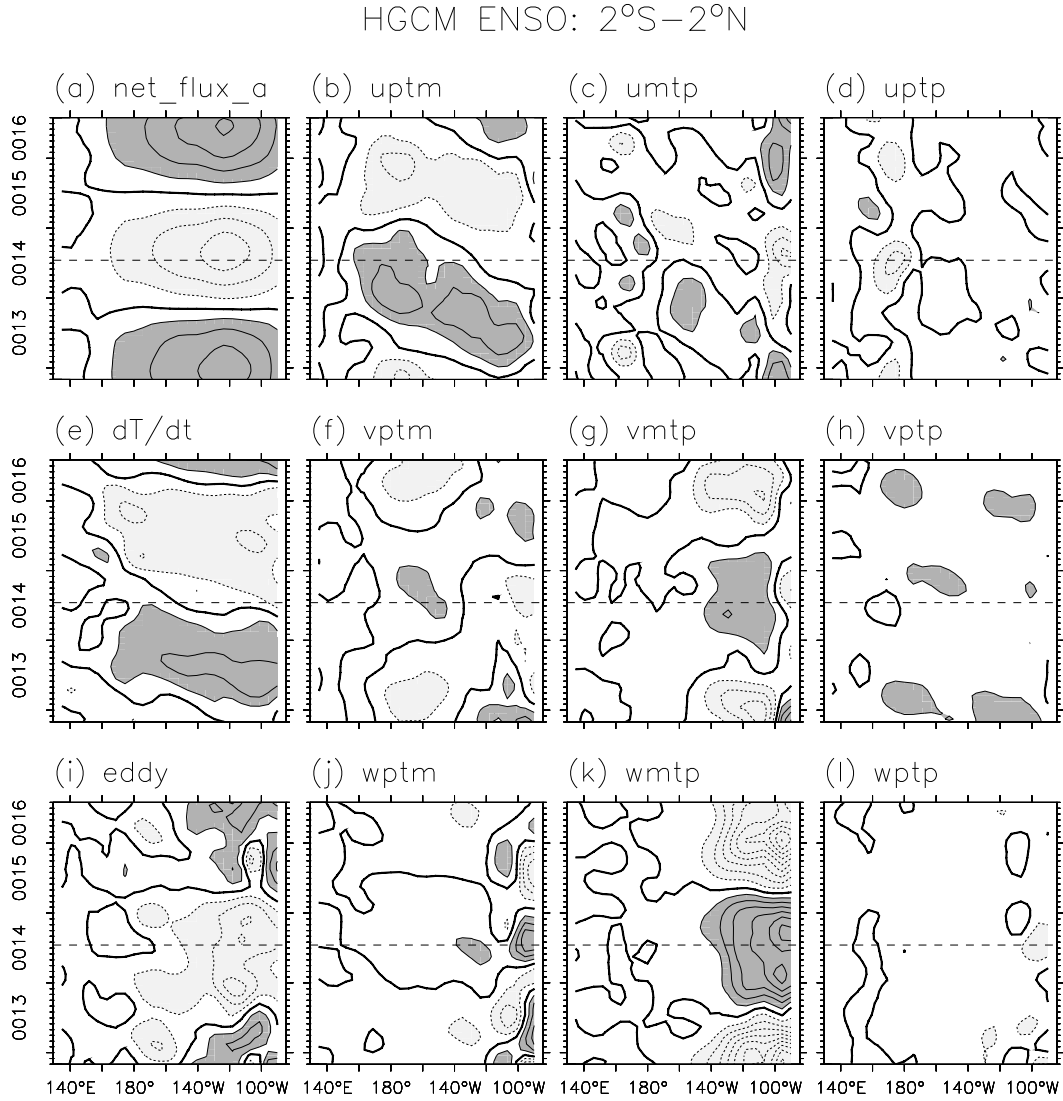 HGCM ENSO: 2°S−2°N
(a) net_flux_a (b) uptm (c) umtp (d) uptp
0016
0015
0014
0013
(e) dT/dt (f) vptm (g) vmtp (h) vptp
0016
0015
0014
0013
(i) eddy (j) wptm (k) wmtp (l) wptp
0016
0015
0014
0013
140°E 180° 140°W 100°W 140°E 180° 140°W 100°W 140°E 180° 140°W 100°W 140°E 180° 140°W 100°W